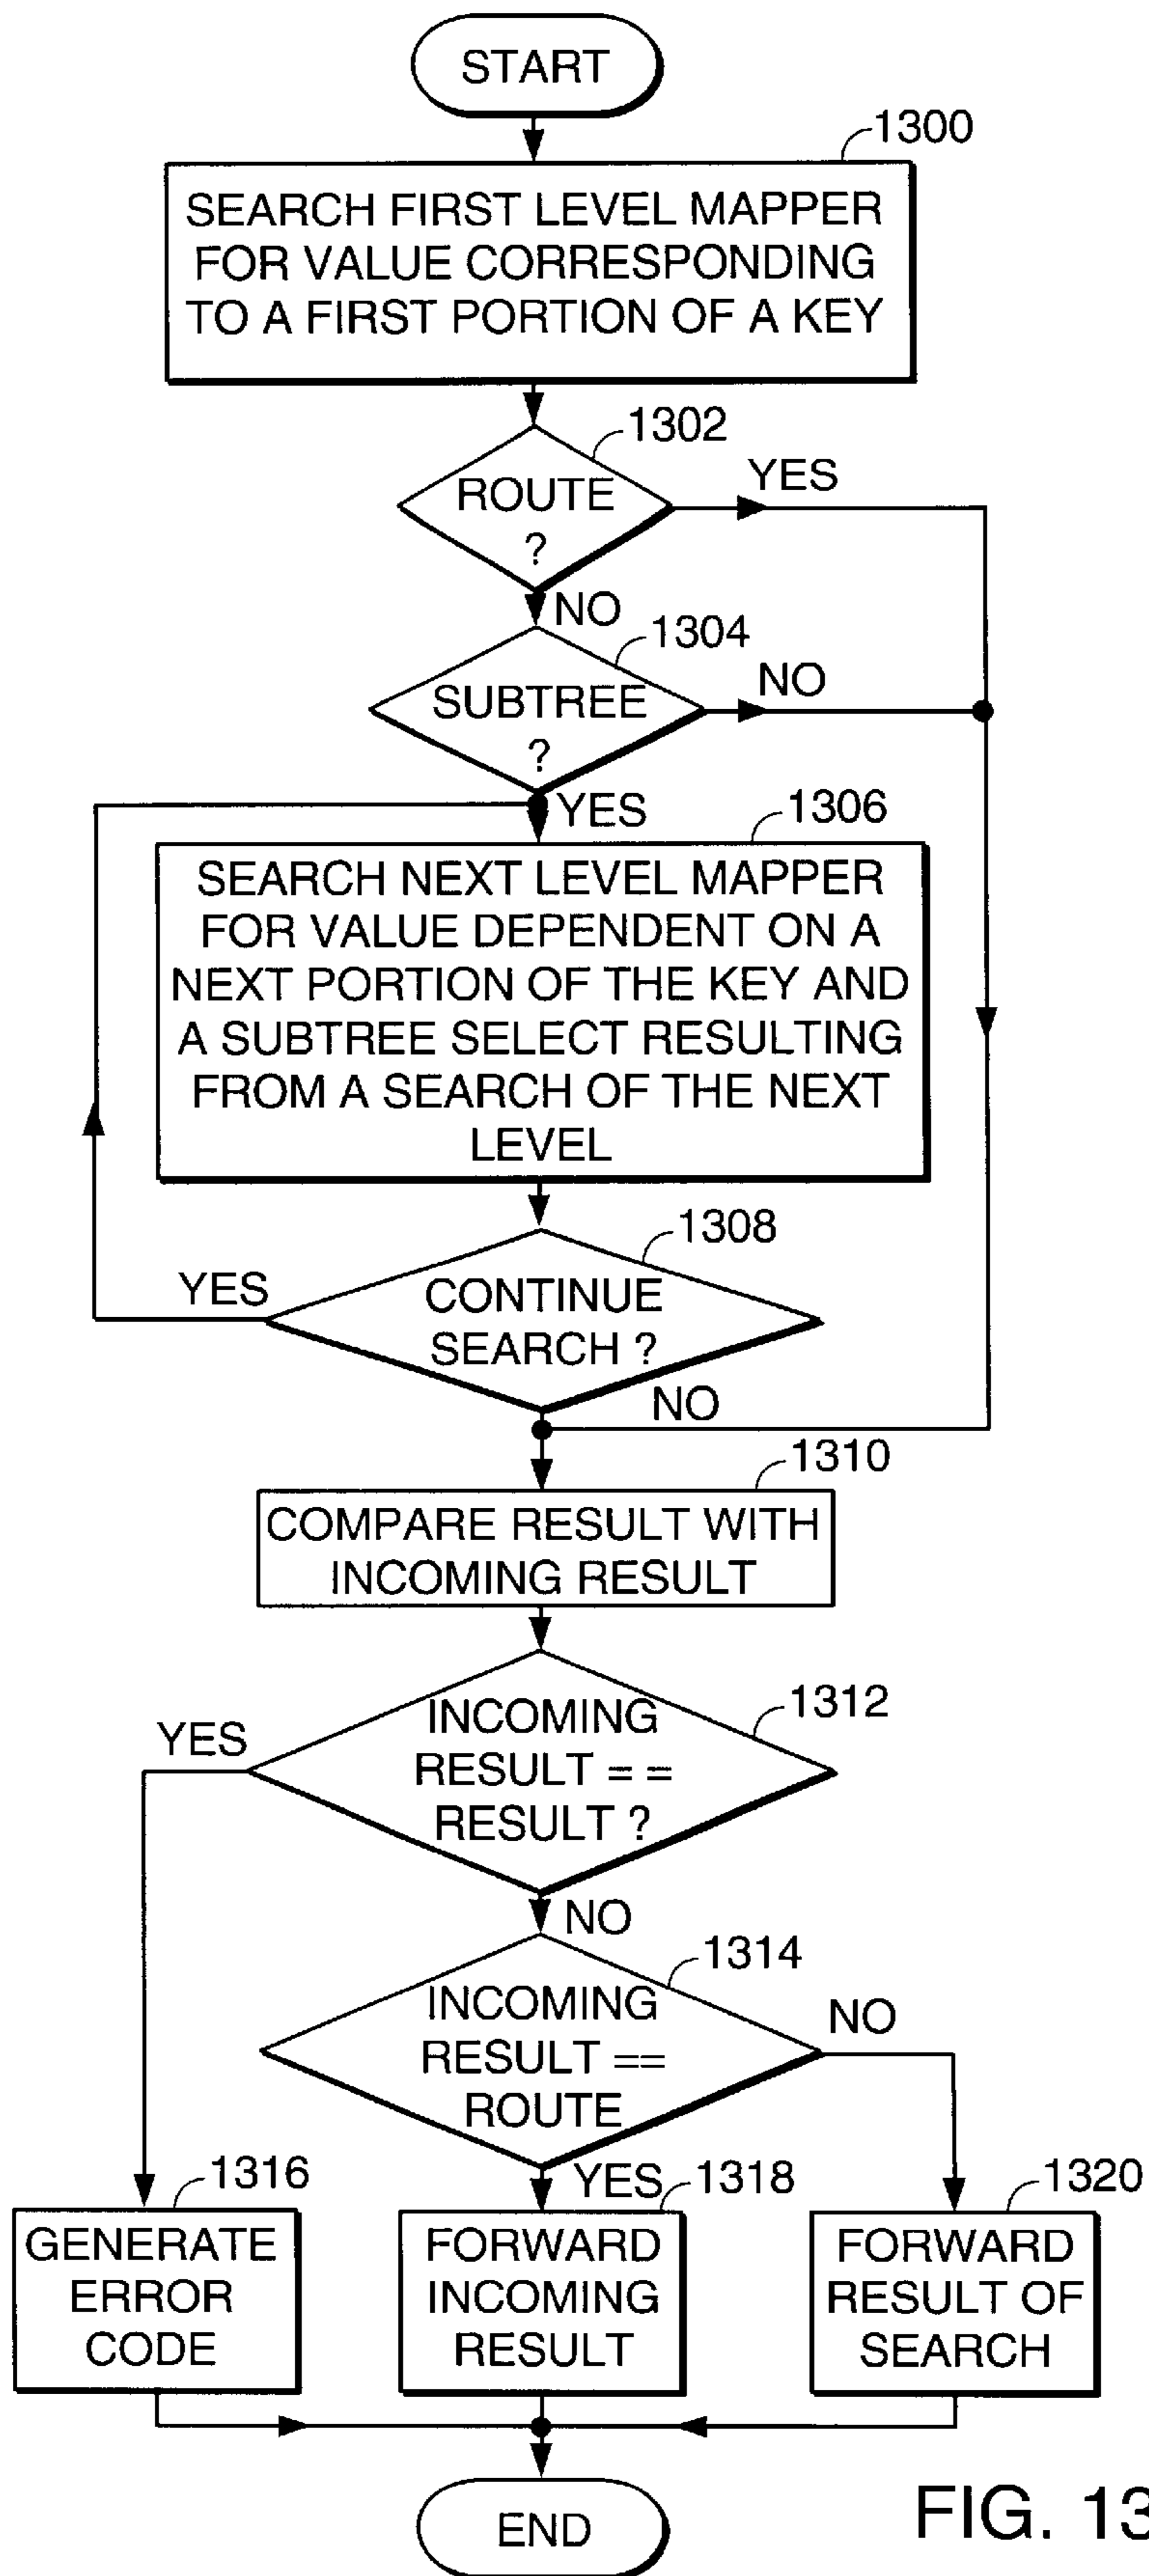 START
1300
SEARCH FIRST LEVEL MAPPER
FOR VALUE CORRESPONDING
TO A FIRST PORTION OF A KEY
1302
ROUTE
?
YES
NO
1304
SUBTREE
?
NO
YES
1306
SEARCH NEXT LEVEL MAPPER
FOR VALUE DEPENDENT ON A
NEXT PORTION OF THE KEY AND
A SUBTREE SELECT RESULTING
FROM A SEARCH OF THE NEXT
LEVEL
1308
YES
CONTINUE
SEARCH ?
NO
1310
COMPARE RESULT WITH
INCOMING RESULT
1312
YES
INCOMING
RESULT = =
RESULT ?
NO
1314
INCOMING
RESULT ==
ROUTE
NO
YES
1316
GENERATE
ERROR
CODE
1318
FORWARD
INCOMING
RESULT
1320
FORWARD
RESULT OF
SEARCH
END
FIG. 13